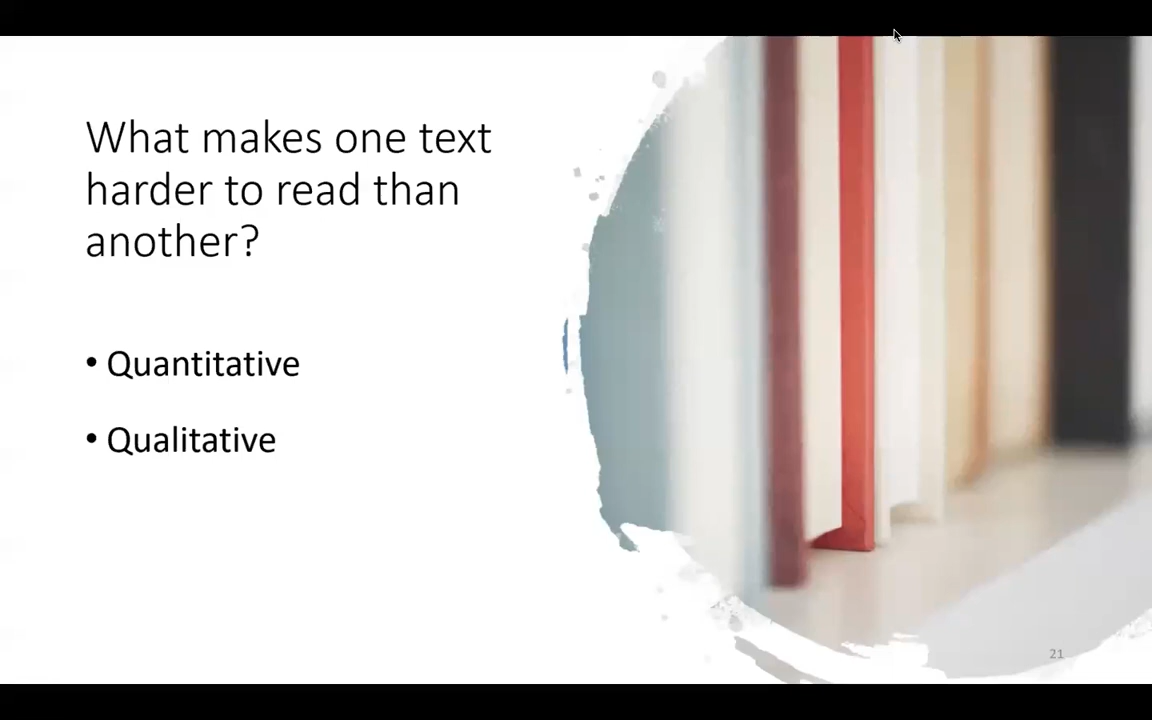 What makes one text
harder to read than
another?
• Quantitative
• Qualitative
21